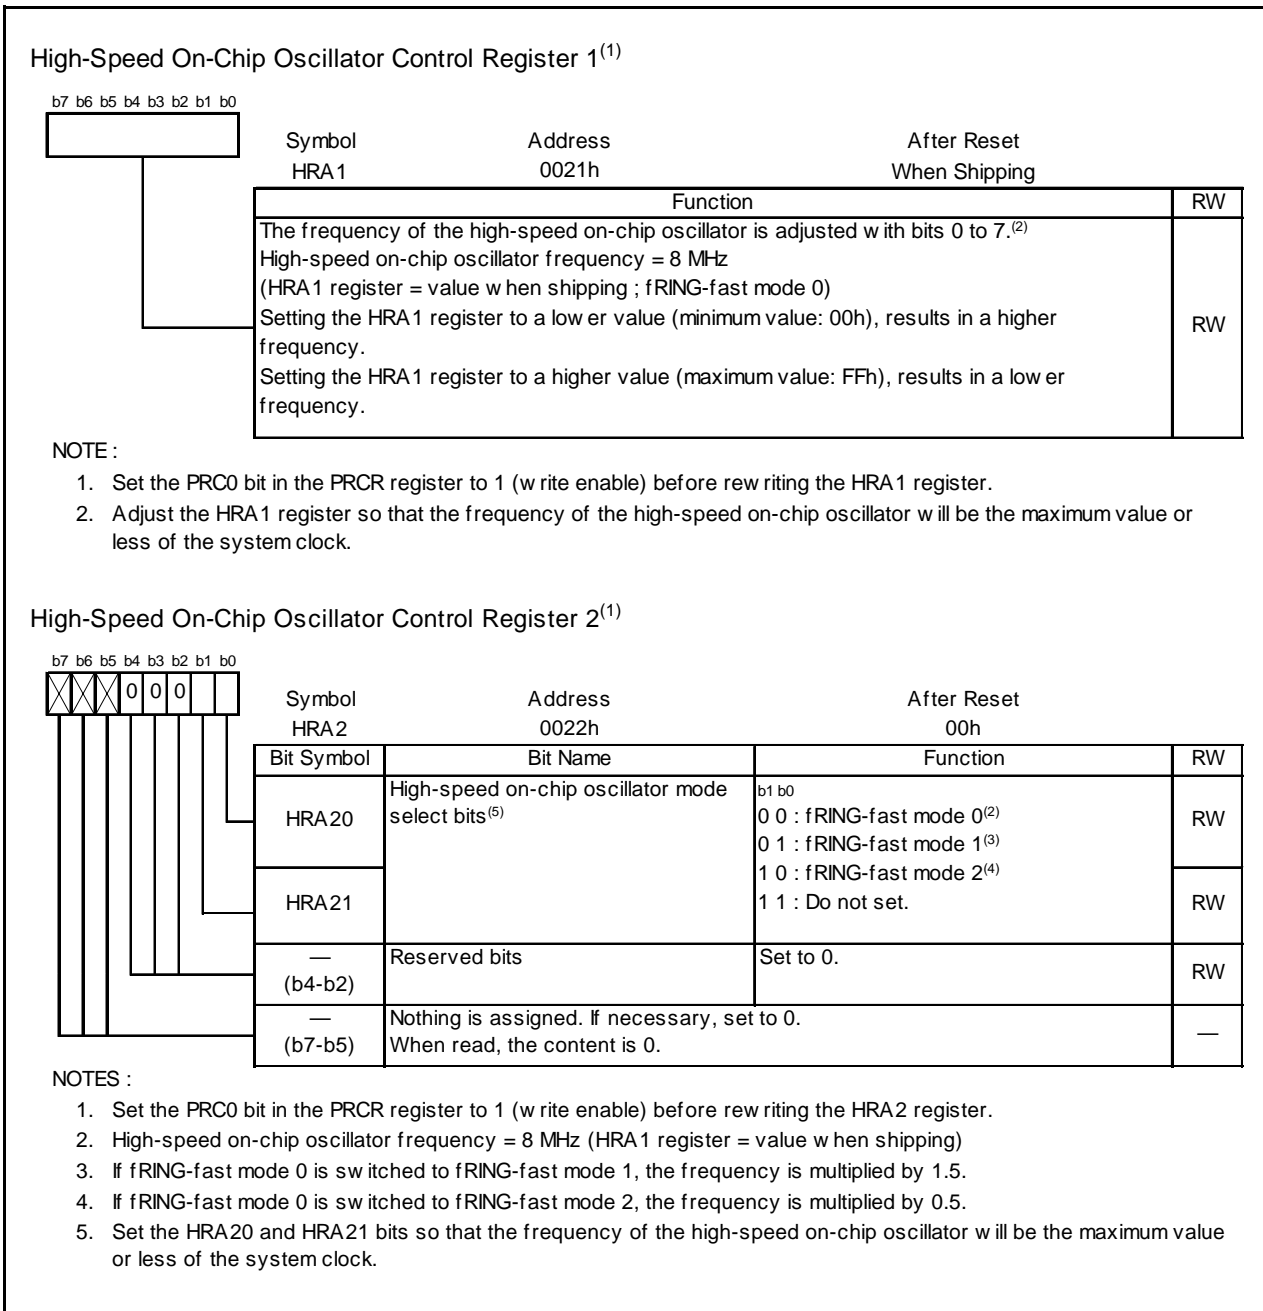 High-Speed On-Chip Oscillator Control Register 1(1)
b7 b6 b5 b4 b3 b2 b1 b0
Symbol Address After Reset
HRA1 0021h When Shipping
Function RW
The frequency of the high-speed on-chip oscillator is adjusted with bits 0 to 7.(2)
High-speed on-chip oscillator frequency = 8 MHz
(HRA1 register = value when shipping ; fRING-fast mode 0)
Setting the HRA1 register to a lower value (minimum value: 00h), results in a higher
frequency.
Setting the HRA1 register to a higher value (maximum value: FFh), results in a lower
frequency.
RW
NOTE :
1. Set the PRC0 bit in the PRCR register to 1 (write enable) before rewriting the HRA1 register.
2. Adjust the HRA1 register so that the frequency of the high-speed on-chip oscillator will be the maximum value or
less of the system clock.
High-Speed On-Chip Oscillator Control Register 2(1)
b7 b6 b5 b4 b3 b2 b1 b0
0 0 0
Symbol Address After Reset
HRA2 0022h 00h
Bit Symbol Bit Name Function RW
HRA20
High-speed on-chip oscillator mode
select bits(5)
b1 b0
0 0 : fRING-fast mode 0(2)
0 1 : fRING-fast mode 1(3)
1 0 : fRING-fast mode 2(4)
1 1 : Do not set.
RW
HRA21
RW
—
(b4-b2)
Reserved bits
Set to 0.
RW
—
(b7-b5)
Nothing is assigned. If necessary, set to 0.
When read, the content is 0.
—
NOTES :
1. Set the PRC0 bit in the PRCR register to 1 (write enable) before rewriting the HRA2 register.
2. High-speed on-chip oscillator frequency = 8 MHz (HRA1 register = value when shipping)
3. If fRING-fast mode 0 is switched to fRING-fast mode 1, the frequency is multiplied by 1.5.
4. If fRING-fast mode 0 is switched to fRING-fast mode 2, the frequency is multiplied by 0.5.
5. Set the HRA20 and HRA21 bits so that the frequency of the high-speed on-chip oscillator will be the maximum value
or less of the system clock.